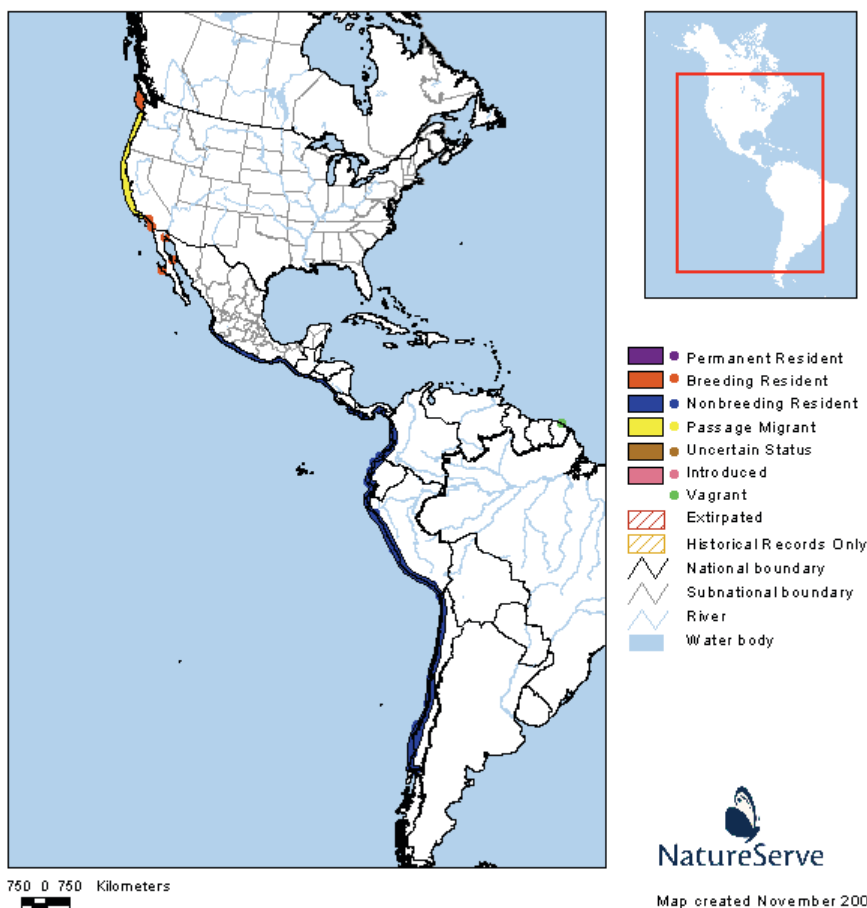 Permanent Resident
Breeding Resident
Nonbreeding Resident
Passage Migrant
Uncertain Status
Introduced
Vagrant
Extirpated
Historical Records Only
National boundary
Subnational boundary
River
Water body
NatureServe
750 0 750 Kilometers
Map created November 200